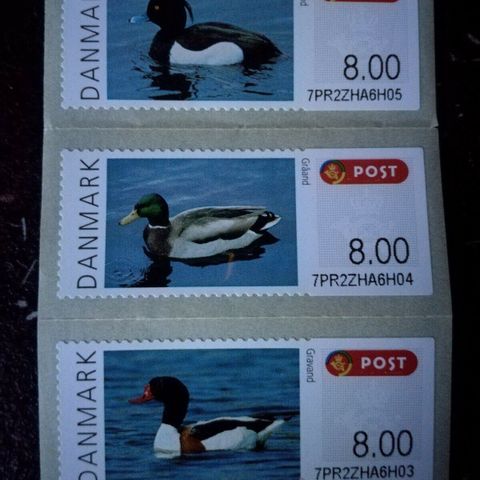 DANMARK
8.00
7PR2ZHA6H05
DANMARK
Gråand
POST
8.00
7PR2ZHA6H04
DANMARK
Gravand
POST
8.00
7PR2ZHA6H03